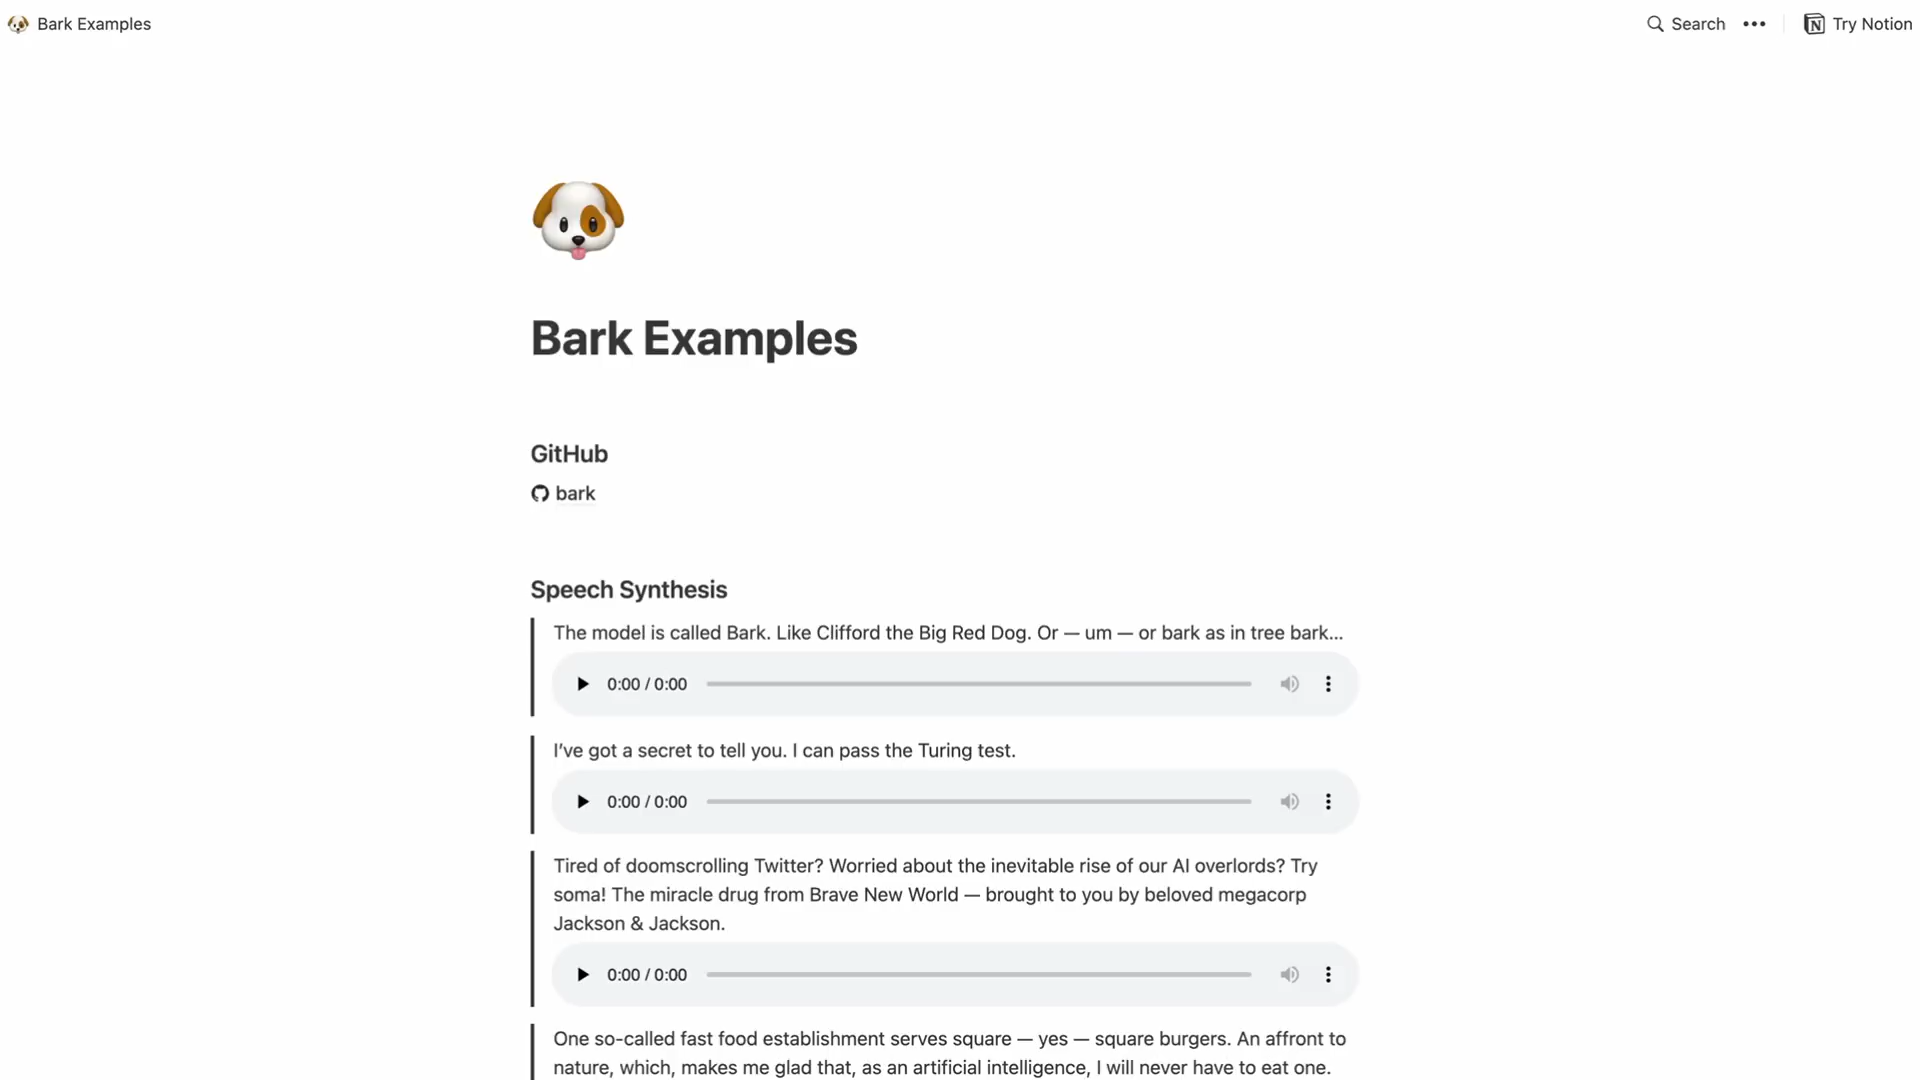 Bark Examples
Search
Try Notion
Bark Examples
GitHub
bark
Speech Synthesis
The model is called Bark. Like Clifford the Big Red Dog. Or — um — or bark as in tree bark...
0:00 / 0:00
I’ve got a secret to tell you. I can pass the Turing test.
0:00 / 0:00
Tired of doomscrolling Twitter? Worried about the inevitable rise of our AI overlords? Try
soma! The miracle drug from Brave New World — brought to you by beloved megacorp
Jackson & Jackson.
0:00 / 0:00
One so-called fast food establishment serves square — yes — square burgers. An affront to
nature, which, makes me glad that, as an artificial intelligence, I will never have to eat one.